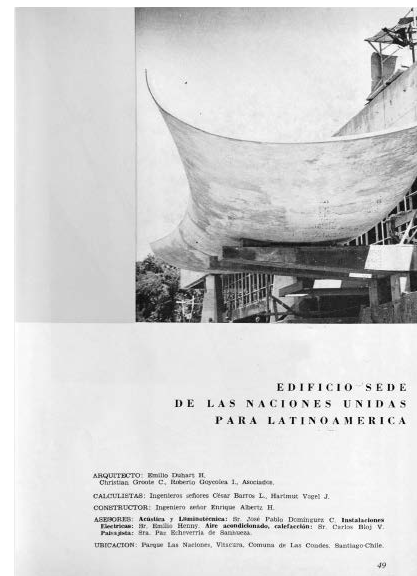 EDIFICIO SEDE
DE LAS NACIONES UNIDAS
PARA LATINOAMERICA
ARQUITECTO: Emilio Duhart H.
Christian Groote C., Roberto Goycolea I., Asociados.
CALCULISTAS: Ingenieros señores César Barros L., Hartmut Vogel J.
CONSTRUCTOR: Ingeniero señor Enrique Albertz H.
ASESORES: Acústica y Luminotécnica: Sr. José Pablo Domínguez C. Instalaciones
Eléctricas: Sr. Emilio Henny. Aire acondicionado, calefacción: Sr. Carlos Bloj V.
Paisajista: Sra. Paz Echeverría de
UBICACION: Parque Las Naciones, Vitacura, Comuna de Las Condes. Santiago-Chile.
49